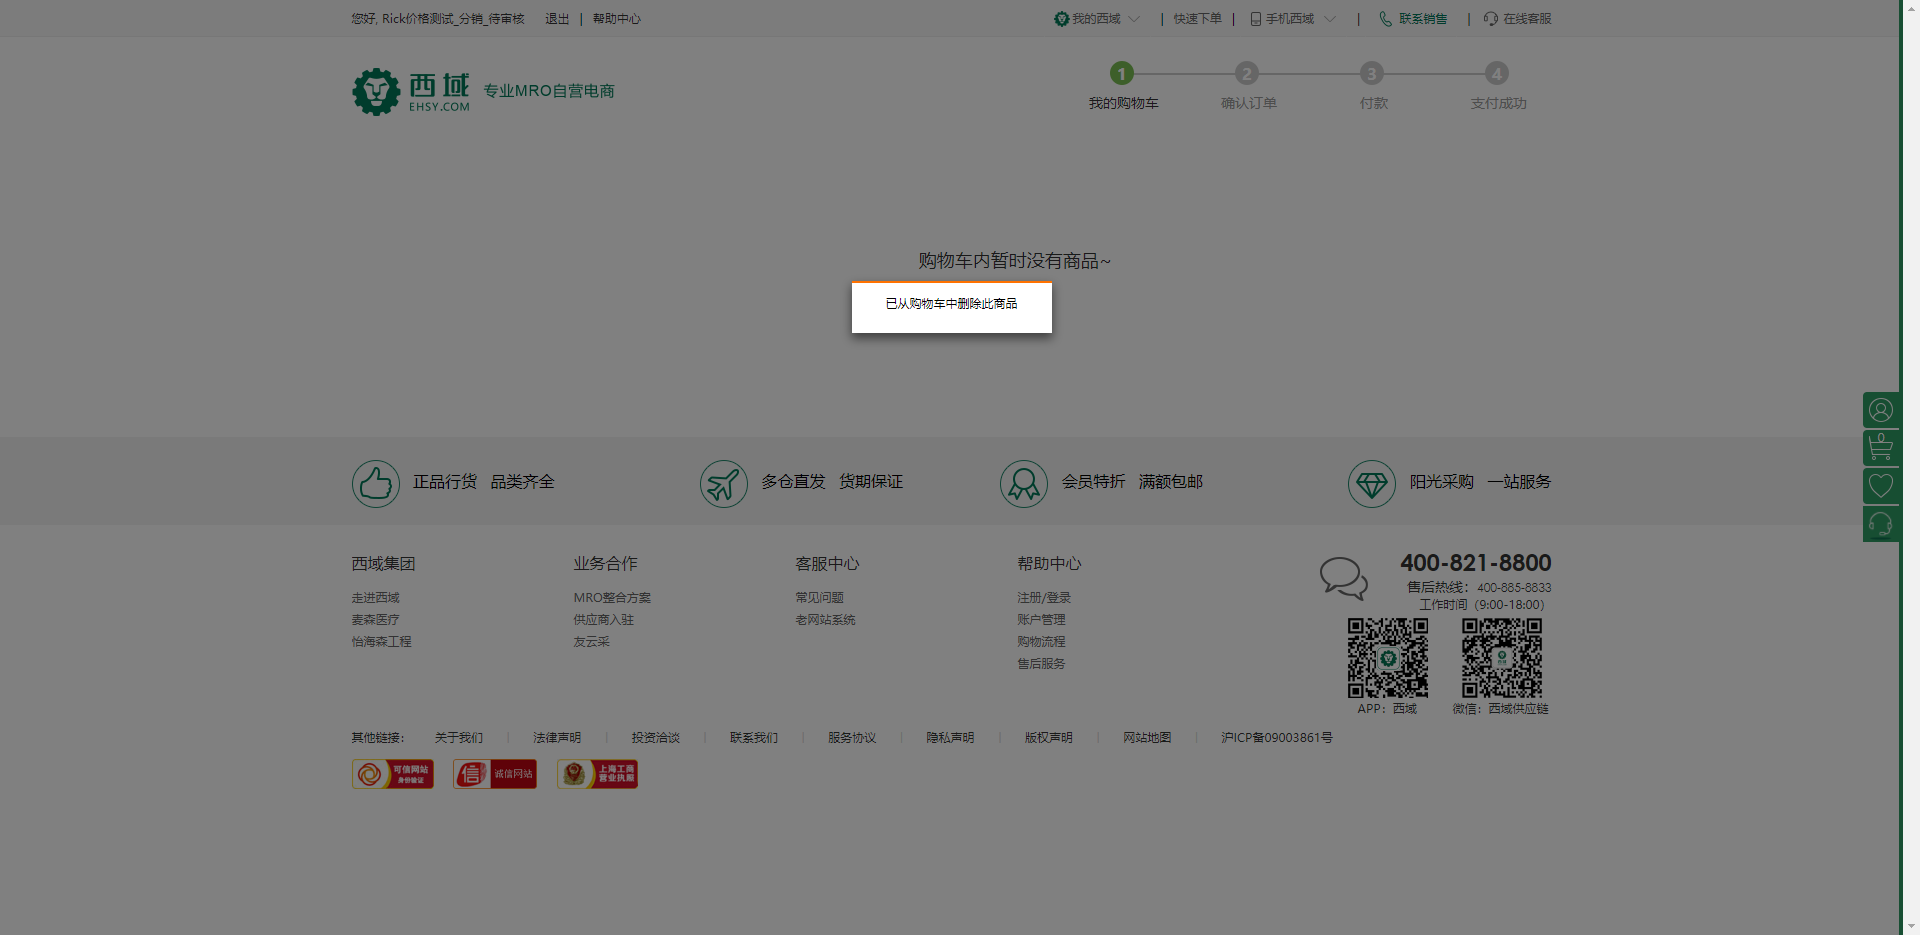 您好, Rick价格测试_分销_待审核 退出 | 帮助中心 我的西域 | 快速下单 | 手机西域 | 联系销售 | 在线客服
西域 EHSY.COM 专业MRO自营电商
1 2 3 4
我的购物车 确认订单 付款 支付成功
购物车内暂时没有商品~
已从购物车中删除此商品
0
正品行货 品类齐全 多仓直发 货期保证 会员特折 满额包邮 阳光采购 一站服务
西域集团
走进西域
麦森医疗
怡海森工程
业务合作
MRO整合方案
供应商入驻
友云采
客服中心
常见问题
老网站系统
帮助中心
注册/登录
账户管理
购物流程
售后服务
400-821-8800
售后热线：400-885-8833
工作时间（9:00-18:00）
APP：西域 微信：西域供应链
其他链接： 关于我们 | 法律声明 | 投资洽谈 | 联系我们 | 服务协议 | 隐私声明 | 版权声明 | 网站地图 | 沪ICP备09003861号
可信网站
身份验证
信 诚信网站
上海工商
营业执照